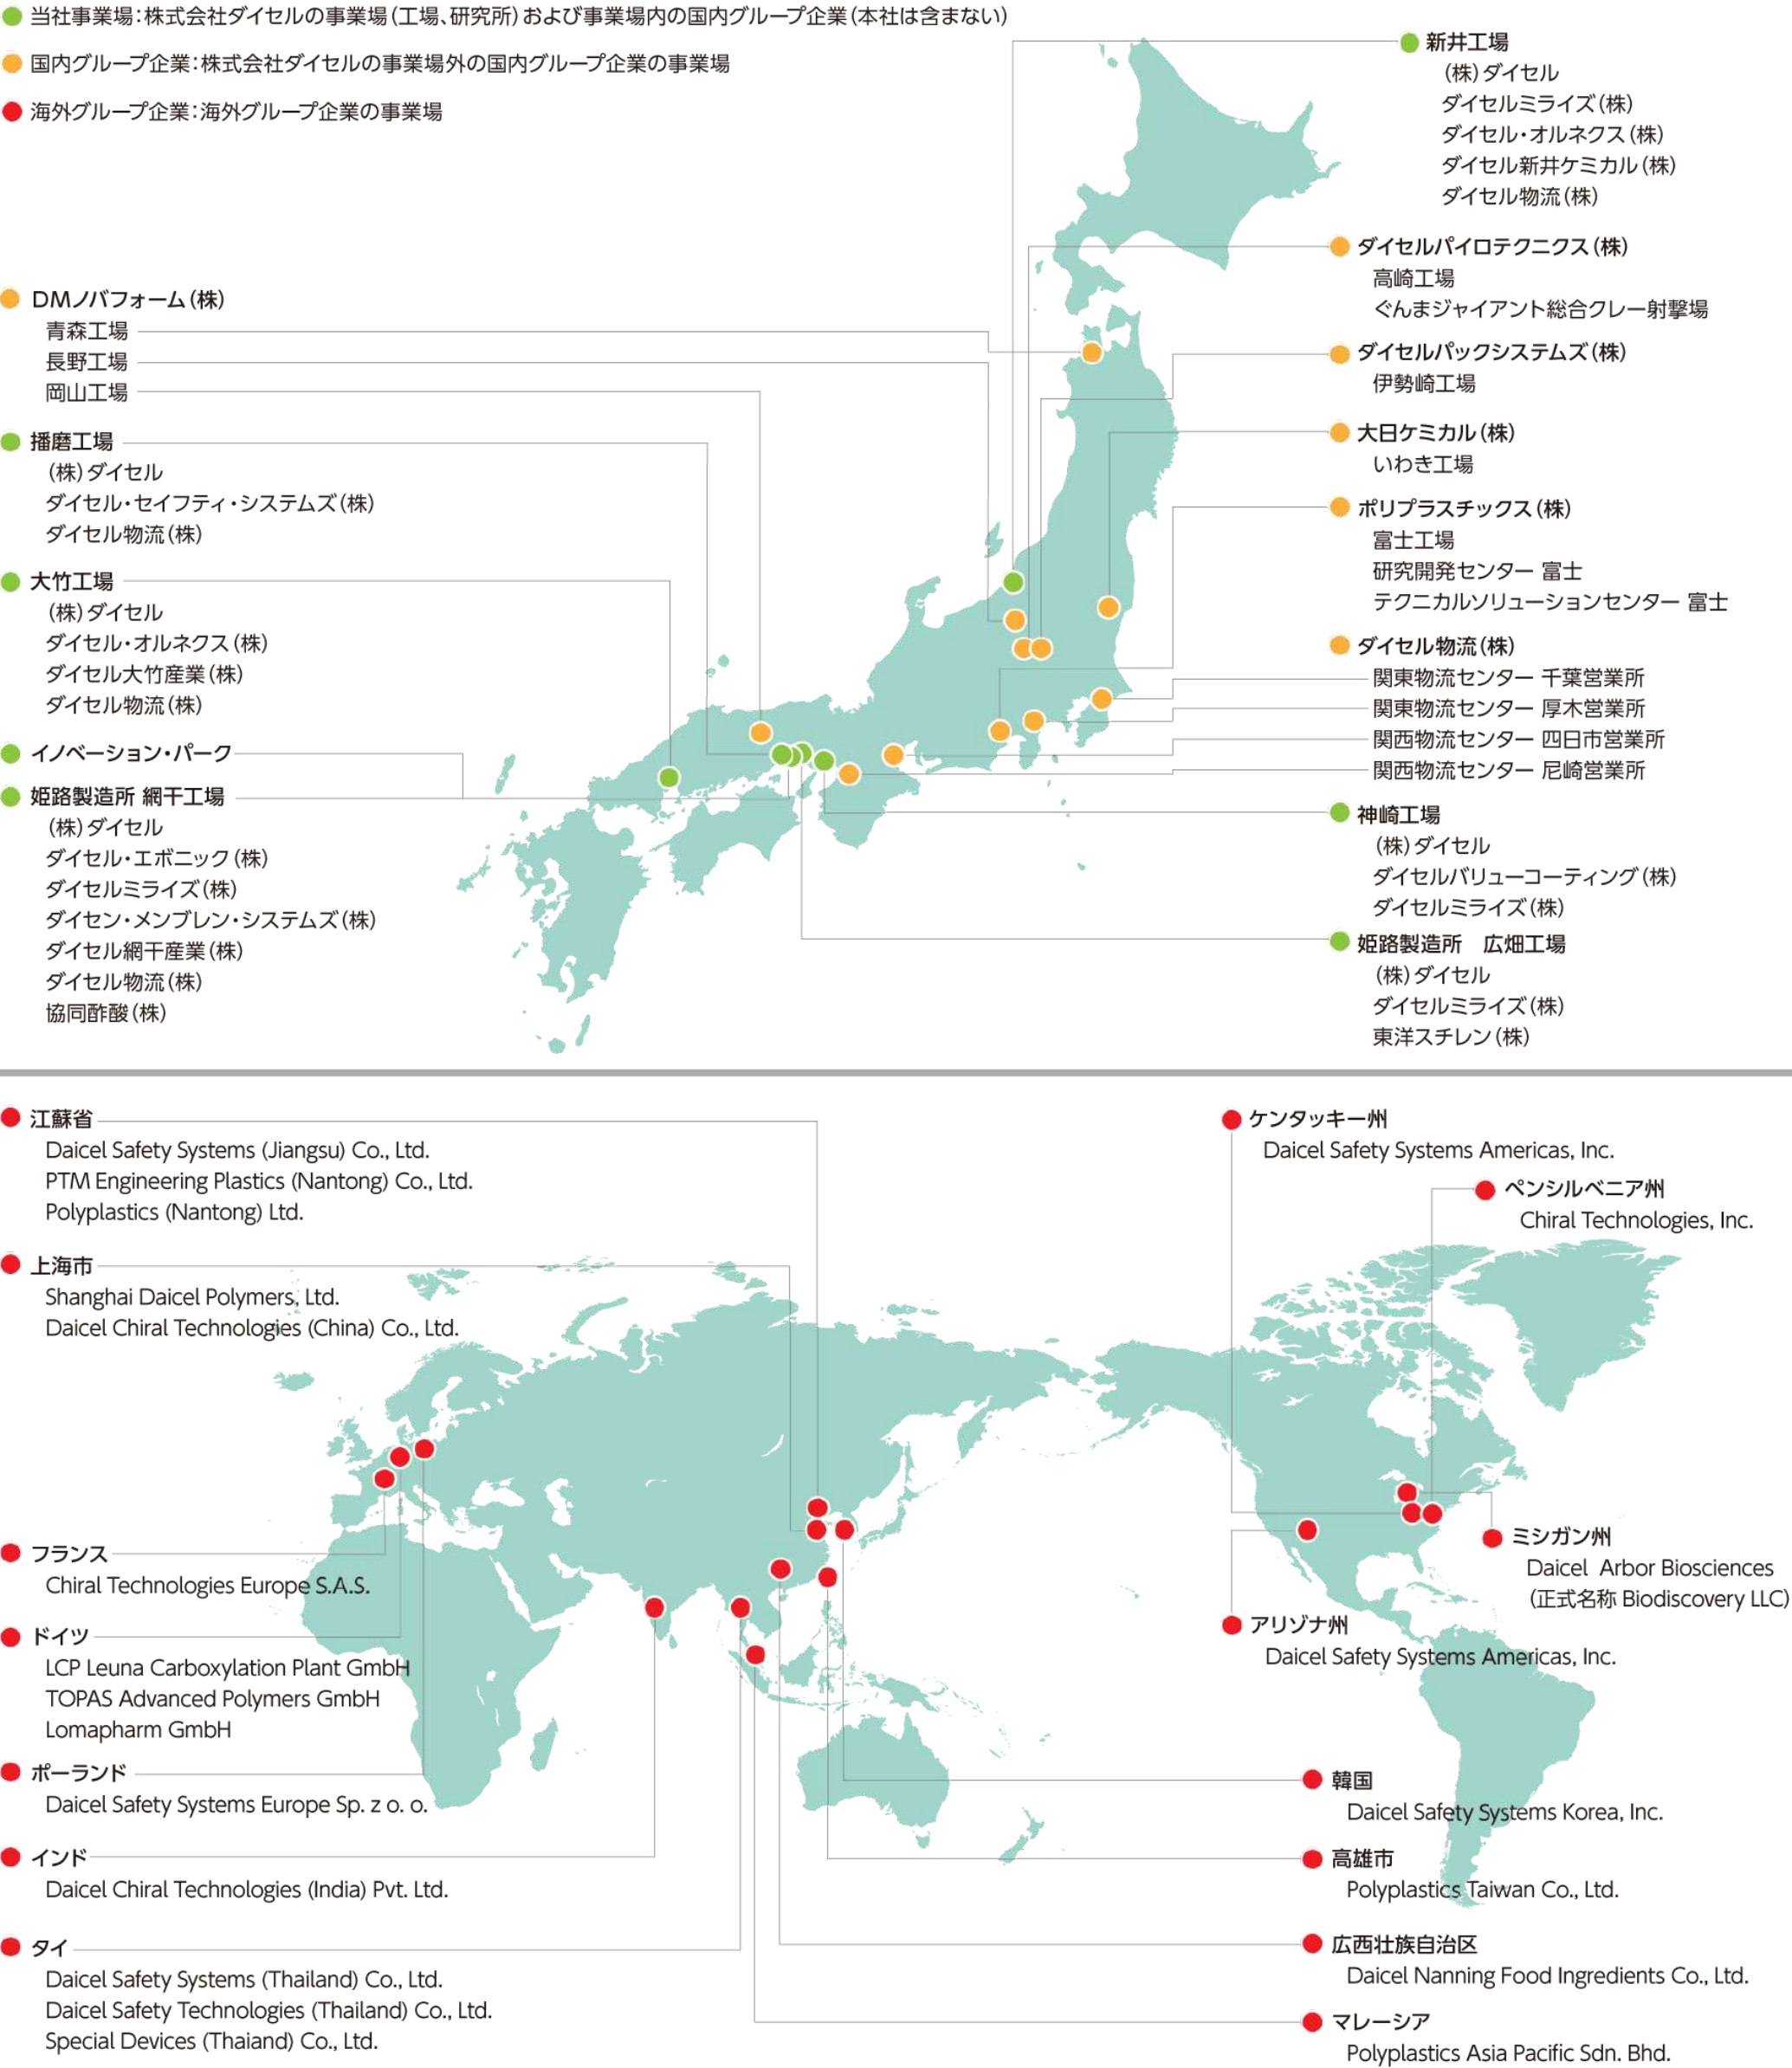 当社事業場：株式会社ダイセルの事業場（工場、研究所）および事業場内の国内グループ企業（本社は含まない）
国内グループ企業：株式会社ダイセルの事業場外の国内グループ企業の事業場
海外グループ企業：海外グループ企業の事業場
DMノバフォーム（株）
青森工場
長野工場
岡山工場
播磨工場
（株）ダイセル
ダイセル・セイフティ・システムズ（株）
ダイセル物流（株）
大竹工場
（株）ダイセル
ダイセル・オルネクス（株）
ダイセル大竹産業（株）
ダイセル物流（株）
イノベーション・パーク
姫路製造所 網干工場
（株）ダイセル
ダイセル・エボニック（株）
ダイセルミライズ（株）
ダイセン・メンブレン・システムズ（株）
ダイセル網干産業（株）
ダイセル物流（株）
協同酢酸（株）
新井工場
（株）ダイセル
ダイセルミライズ（株）
ダイセル・オルネクス（株）
ダイセル新井ケミカル（株）
ダイセル物流（株）
ダイセルパイロテクニクス（株）
高崎工場
ぐんまジャイアント総合クレー射撃場
ダイセルパックシステムズ（株）
伊勢崎工場
大日ケミカル（株）
いわき工場
ポリプラスチックス（株）
富士工場
研究開発センター 富士
テクニカルソリューションセンター 富士
ダイセル物流（株）
関東物流センター 千葉営業所
関東物流センター 厚木営業所
関西物流センター 四日市営業所
関西物流センター 尼崎営業所
神崎工場
（株）ダイセル
ダイセルバリューコーティング（株）
ダイセルミライズ（株）
姫路製造所　広畑工場
（株）ダイセル
ダイセルミライズ（株）
東洋スチレン（株）
江蘇省
Daicel Safety Systems (Jiangsu) Co., Ltd.
PTM Engineering Plastics (Nantong) Co., Ltd.
Polyplastics (Nantong) Ltd.
上海市
Shanghai Daicel Polymers, Ltd.
Daicel Chiral Technologies (China) Co., Ltd.
フランス
Chiral Technologies Europe S.A.S.
ドイツ
LCP Leuna Carboxylation Plant GmbH
TOPAS Advanced Polymers GmbH
Lomapharm GmbH
ポーランド
Daicel Safety Systems Europe Sp. z o. o.
インド
Daicel Chiral Technologies (India) Pvt. Ltd.
タイ
Daicel Safety Systems (Thailand) Co., Ltd.
Daicel Safety Technologies (Thailand) Co., Ltd.
Special Devices (Thaiand) Co., Ltd.
ケンタッキー州
Daicel Safety Systems Americas, Inc.
ペンシルベニア州
Chiral Technologies, Inc.
ミシガン州
Daicel Arbor Biosciences
（正式名称 Biodiscovery LLC）
アリゾナ州
Daicel Safety Systems Americas, Inc.
韓国
Daicel Safety Systems Korea, Inc.
高雄市
Polyplastics Taiwan Co., Ltd.
広西壮族自治区
Daicel Nanning Food Ingredients Co., Ltd.
マレーシア
Polyplastics Asia Pacific Sdn. Bhd.